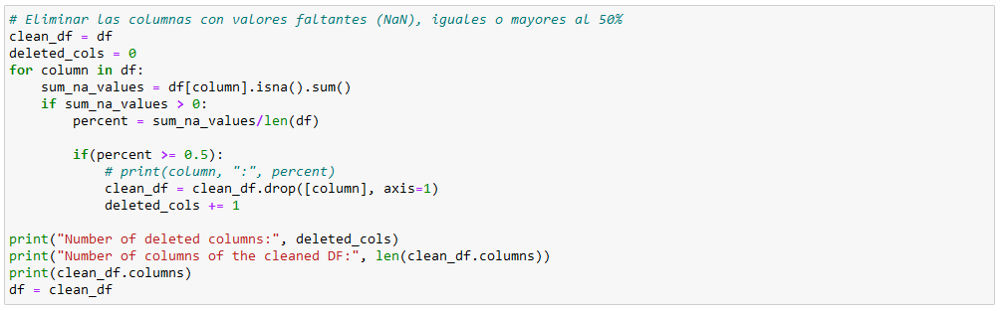 # Eliminar las columnas con valores faltantes (NaN), iguales o mayores al 50%
clean_df = df
deleted_cols = 0
for column in df:
    sum_na_values = df[column].isna().sum()
    if sum_na_values > 0:
        percent = sum_na_values/len(df)
        if(percent >= 0.5):
            # print(column, ":", percent)
            clean_df = clean_df.drop([column], axis=1)
            deleted_cols += 1
print("Number of deleted columns:", deleted_cols)
print("Number of columns of the cleaned DF:", len(clean_df.columns))
print(clean_df.columns)
df = clean_df